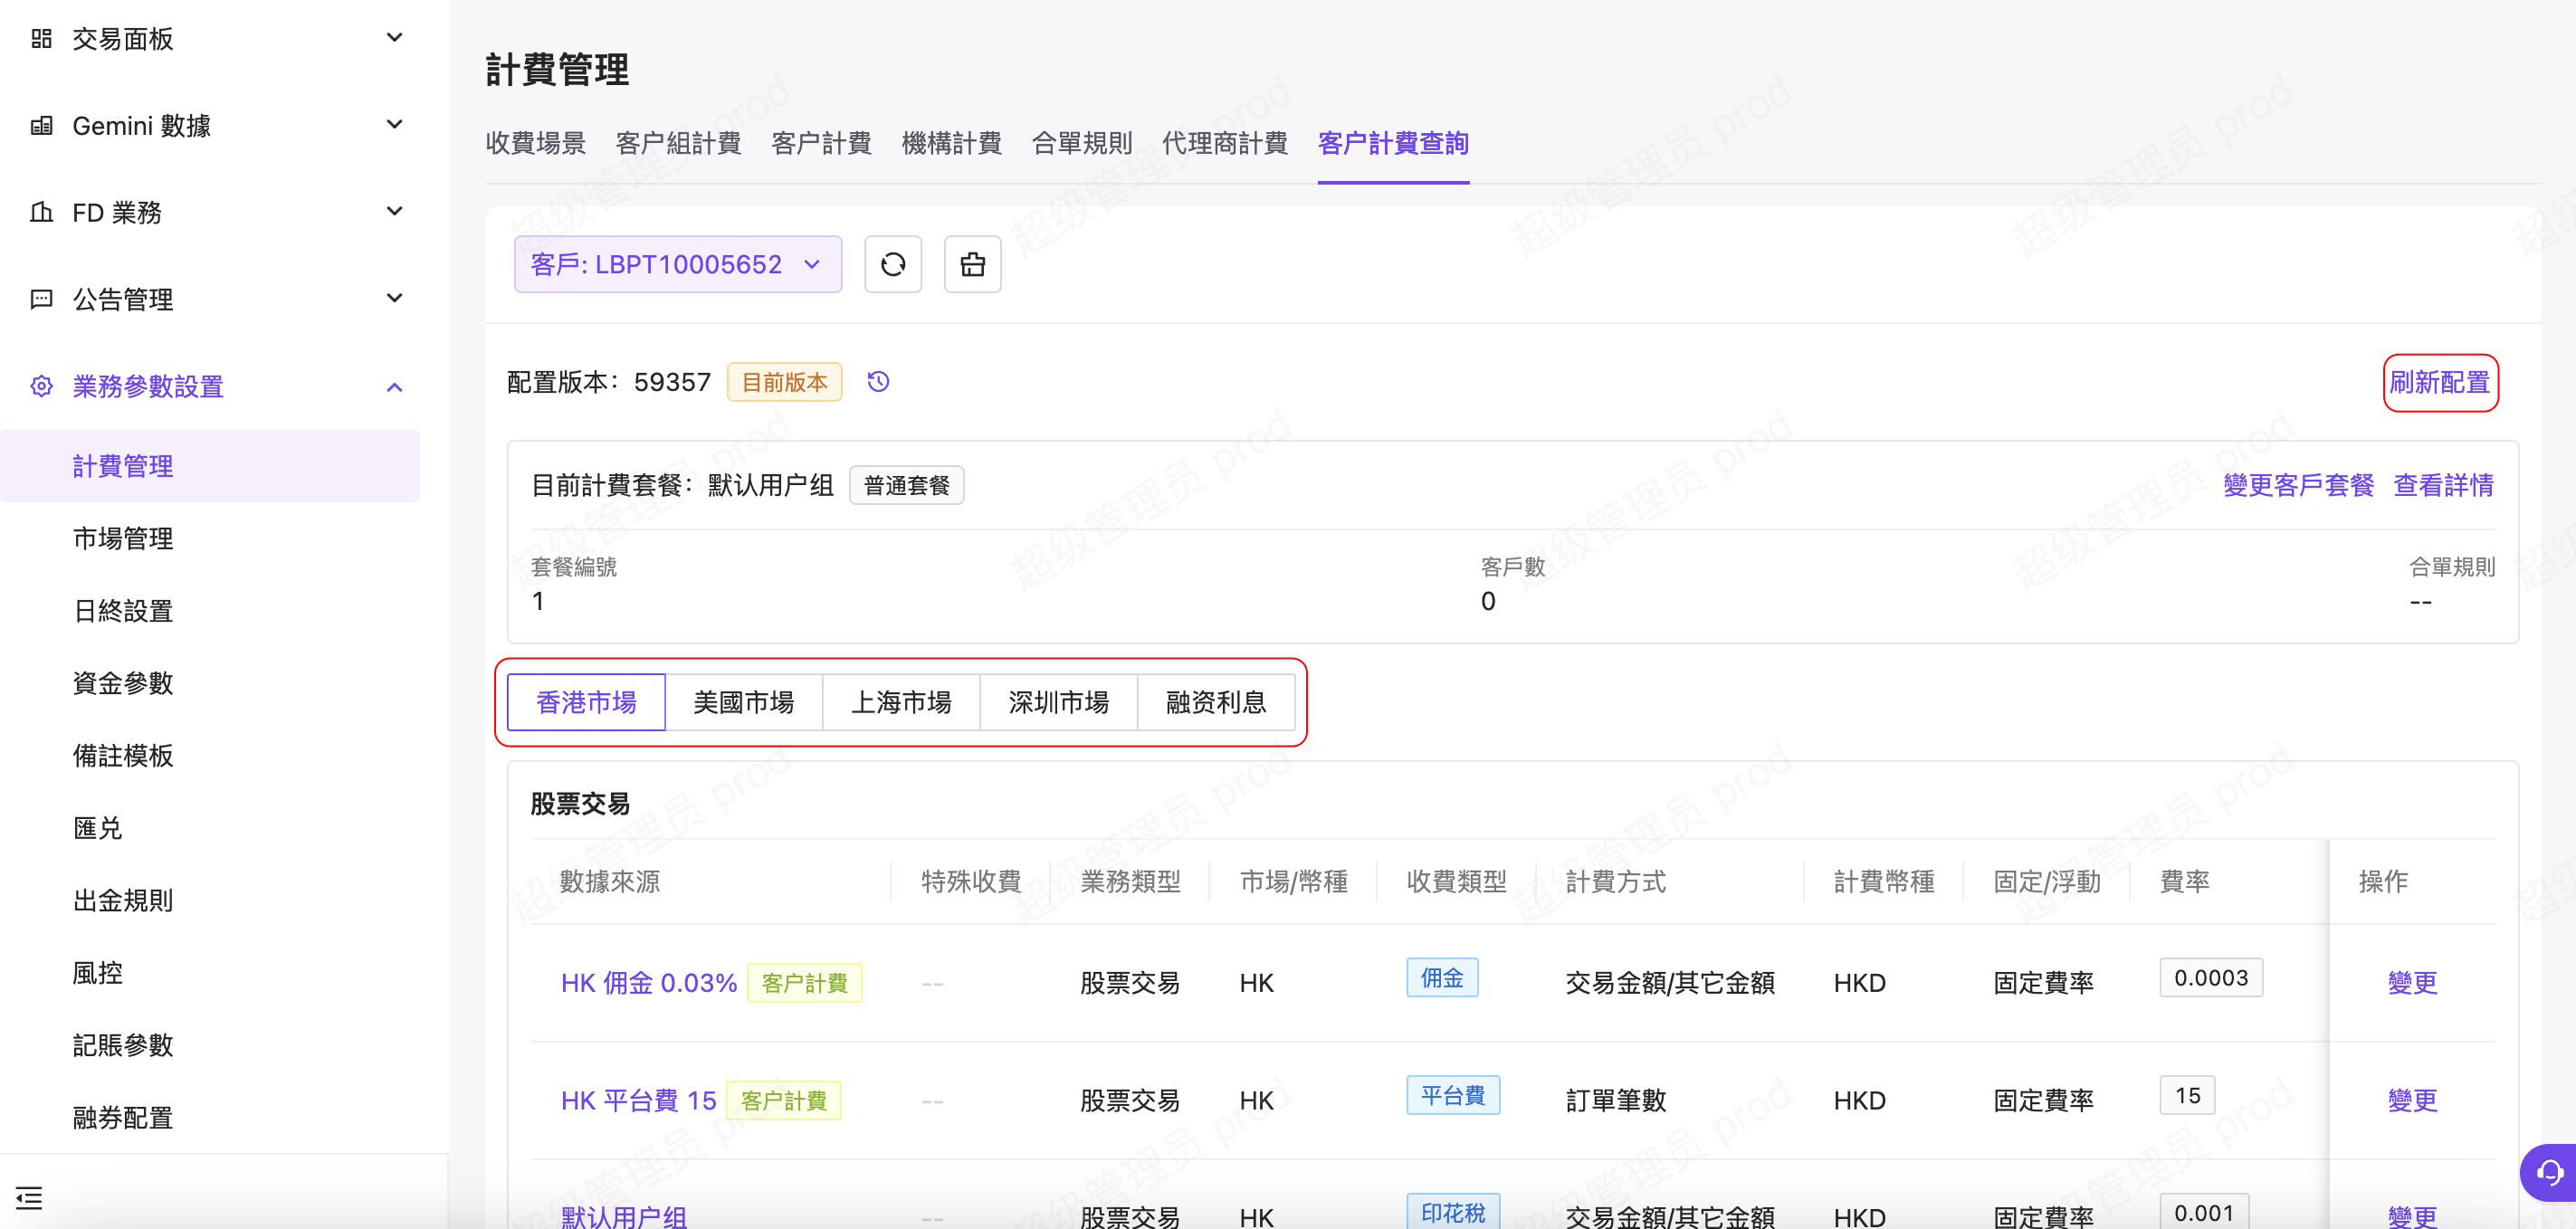 交易面板
Gemini 數據
FD 業務
公告管理
業務參數設置
計費管理
市場管理
日終設置
資金參數
備註模板
匯兑
出金規則
風控
記賬參數
融券配置
計費管理
收費場景 客户組計費 客户計費 機構計費 合單規則 代理商計費 客户計費查詢
客戶: LBPT10005652
配置版本： 59357 目前版本 刷新配置
目前計費套餐： 默认用户组 普通套餐 變更客戶套餐 查看詳情
套餐編號 客戶數 合單規則
1 0 --
香港市場 美國市場 上海市場 深圳市場 融资利息
股票交易
數據來源 特殊收費 業務類型 市場/幣種 收費類型 計費方式 計費幣種 固定/浮動 費率 操作
HK 佣金 0.03% 客户計費 -- 股票交易 HK 佣金 交易金額/其它金額 HKD 固定費率 0.0003 變更
HK 平台費 15 客户計費 -- 股票交易 HK 平台費 訂單筆數 HKD 固定費率 15 變更
默认用户组 -- 股票交易 HK 印花稅 交易金額/其它金額 HKD 固定費率 0.001 變更
超级管理员 prod